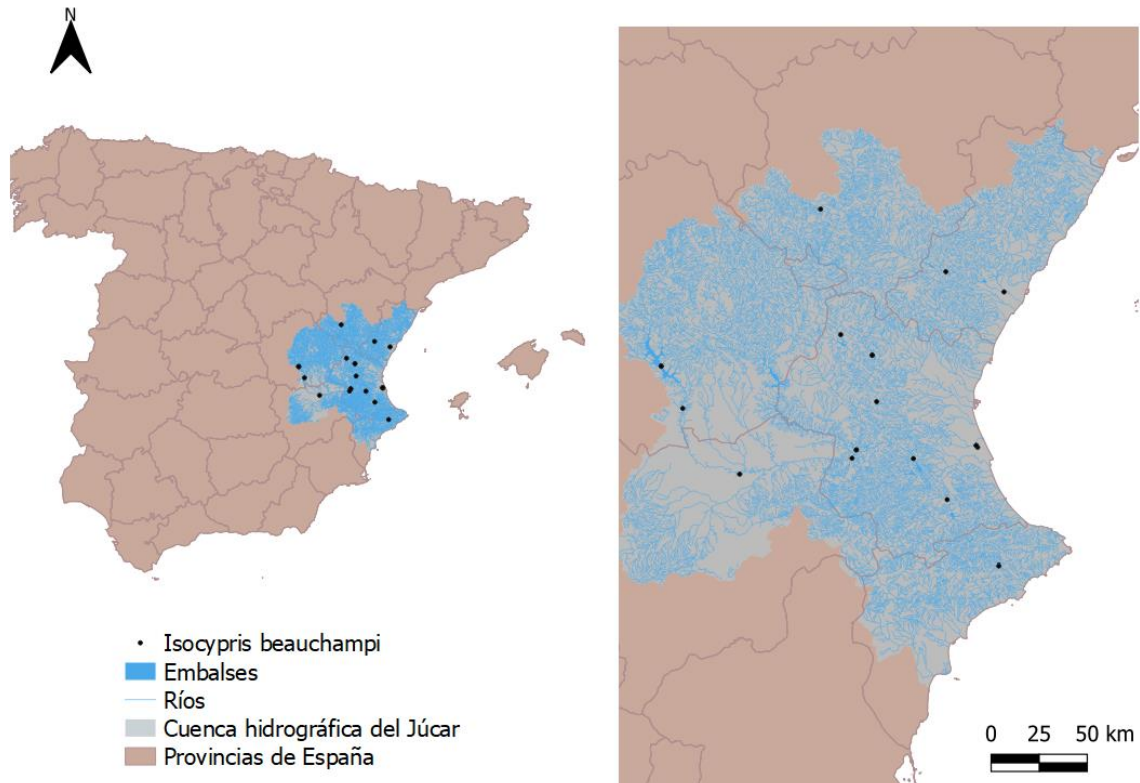 N
Isocypris beauchampi
Embalses
Ríos
Cuenca hidrográfica del Júcar
Provincias de España
0 25 50 km